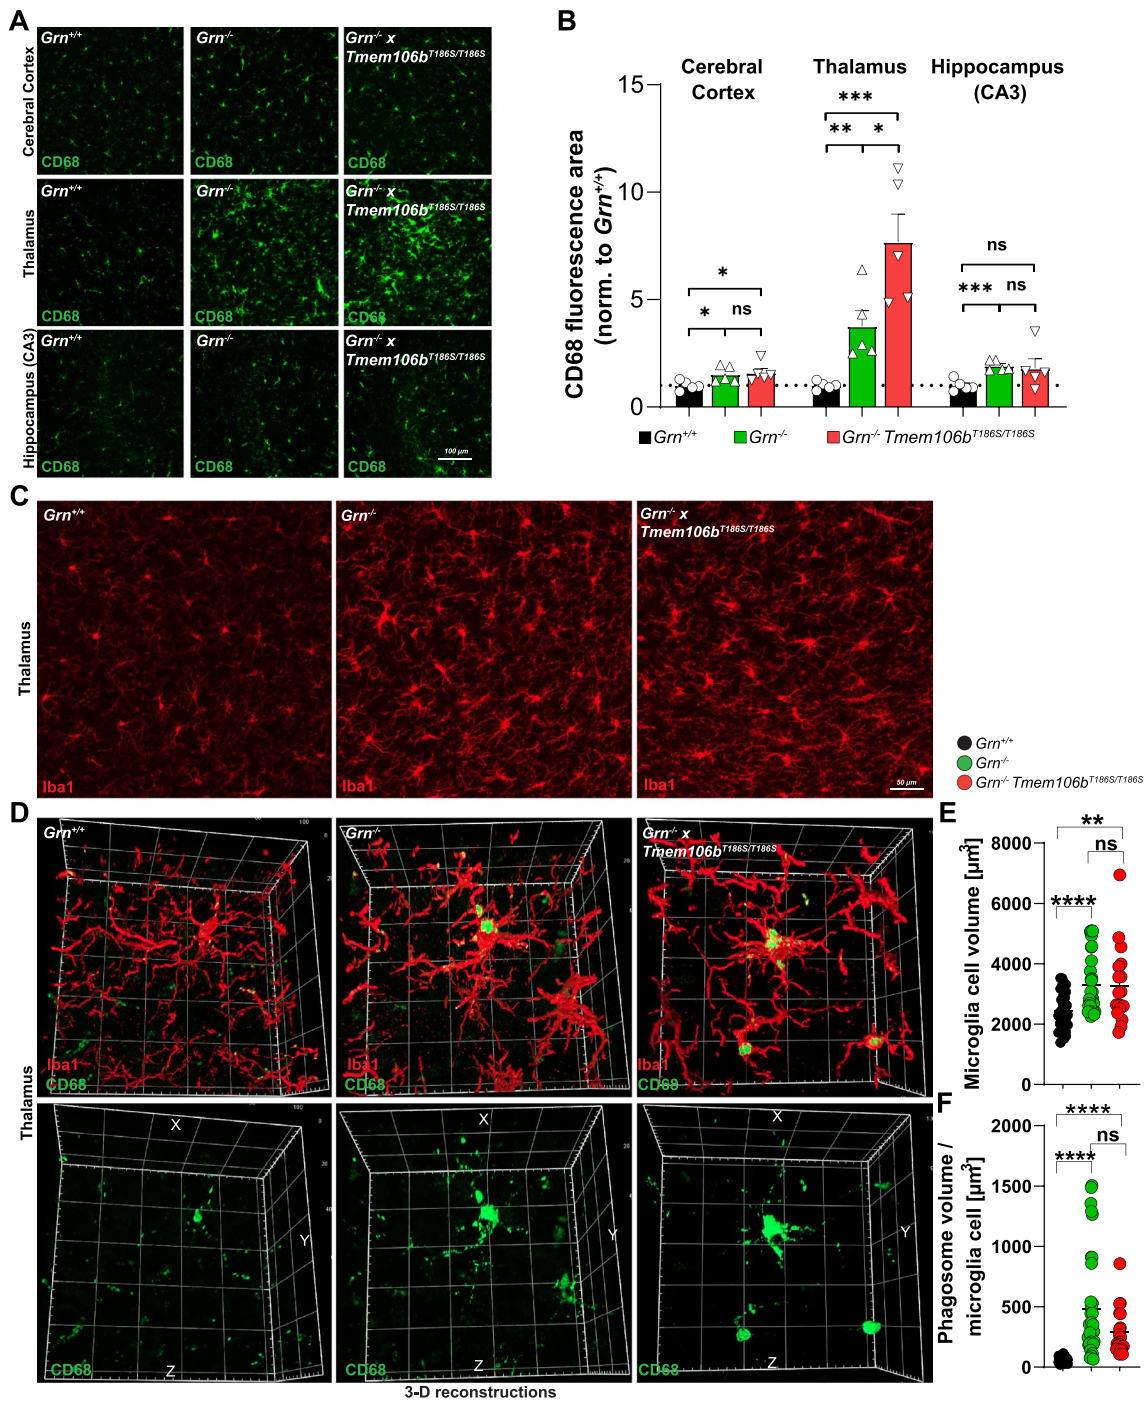 A
Cerebral Cortex
Grn+/+
Grn-/-
Grn-/- x
Tmem106bT186S/T186S
CD68
CD68
CD68
Thalamus
Grn+/+
Grn-/-
Grn-/- x
Tmem106bT186S/T186S
CD68
CD68
CD68
Hippocampus (CA3)
Grn+/+
Grn-/-
Grn-/- x
Tmem106bT186S/T186S
CD68
CD68
CD68
100 µm
B
CD68 fluorescence area
(norm. to Grn+/+)
15
10
5
0
Cerebral
Cortex
Thalamus
Hippocampus
(CA3)
*
*
ns
***
**
*
ns
***
ns
Grn+/+
Grn-/-
Grn-/- Tmem106bT186S/T186S
C
Thalamus
Grn+/+
Grn-/-
Grn-/- x
Tmem106bT186S/T186S
Iba1
Iba1
Iba1
50 µm
Grn+/+
Grn-/-
Grn-/- Tmem106bT186S/T186S
D
Thalamus
Grn+/+
Grn-/-
Grn-/- x
Tmem106bT186S/T186S
Iba1
CD68
Iba1
CD68
Iba1
CD68
X
Y
Z
CD68
X
Y
Z
CD68
X
Y
Z
CD68
3-D reconstructions
E
Microglia cell volume [µm³]
8000
6000
4000
2000
0
**
ns
****
F
Phagosome volume /
microglia cell [µm³]
2000
1500
1000
500
0
****
ns
****